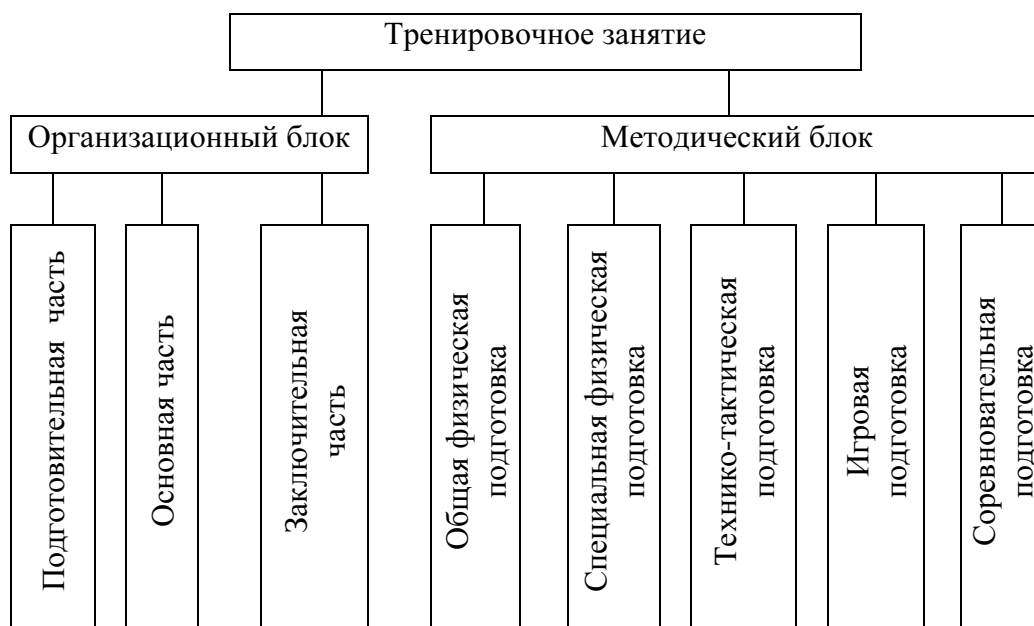 Тренировочное занятие
Организационный блок
Методический блок
Подготовительная часть
Основная часть
Заключительная
часть
Общая физическая
подготовка
Специальная физическая
подготовка
Технико-тактическая
подготовка
Игровая
подготовка
Соревновательная
подготовка